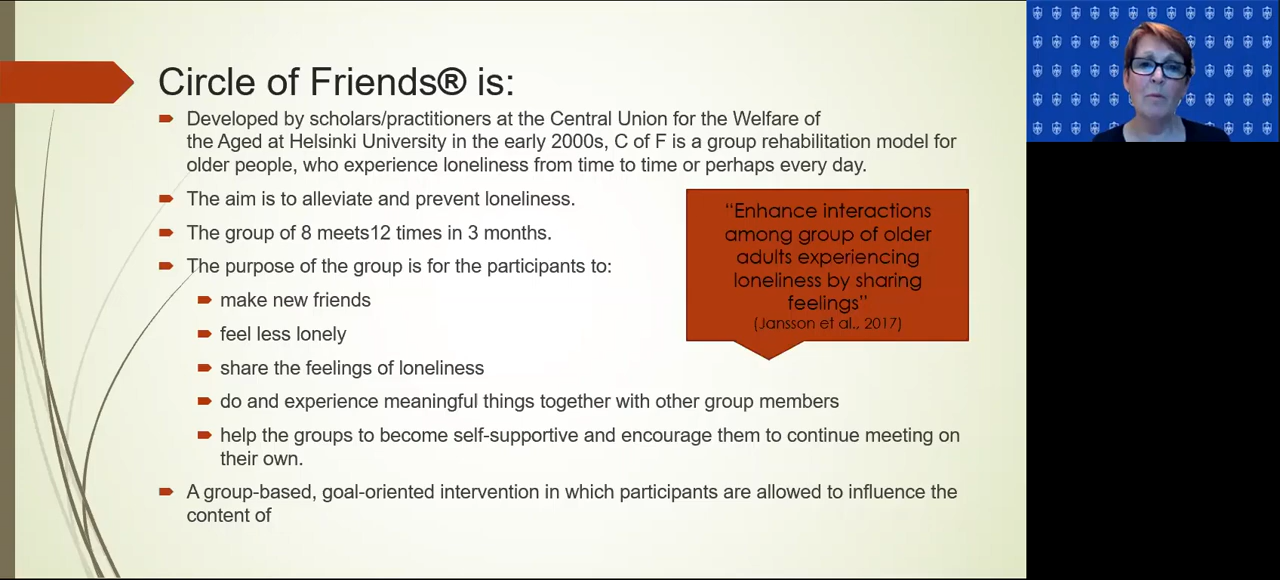 Circle of Friends® is:
Developed by scholars/practitioners at the Central Union for the Welfare of
the Aged at Helsinki University in the early 2000s, C of F is a group rehabilitation model for
older people, who experience loneliness from time to time or perhaps every day.
The aim is to alleviate and prevent loneliness.
The group of 8 meets12 times in 3 months.
The purpose of the group is for the participants to:
make new friends
feel less lonely
share the feelings of loneliness
do and experience meaningful things together with other group members
help the groups to become self-supportive and encourage them to continue meeting on
their own.
A group-based, goal-oriented intervention in which participants are allowed to influence the
content of
“Enhance interactions
among group of older
adults experiencing
loneliness by sharing
feelings”
(Jansson et al., 2017)